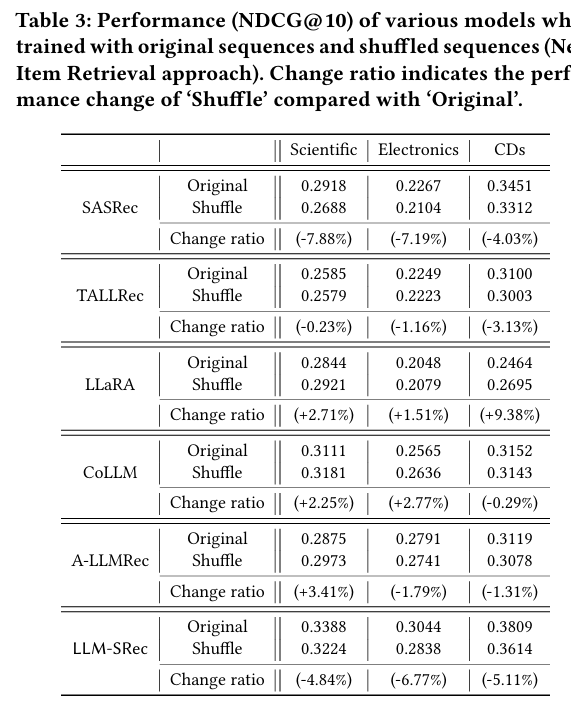 Table 3: Performance (NDCG@10) of various models wh
trained with original sequences and shuffled sequences (Ne
Item Retrieval approach). Change ratio indicates the perf
mance change of ‘Shuffle’ compared with ‘Original’.
Scientific Electronics CDs
Original 0.2918 0.2267 0.3451
SASRec Shuffle 0.2688 0.2104 0.3312
Change ratio (-7.88%) (-7.19%) (-4.03%)
Original 0.2585 0.2249 0.3100
TALLRec Shuffle 0.2579 0.2223 0.3003
Change ratio (-0.23%) (-1.16%) (-3.13%)
Original 0.2844 0.2048 0.2464
LLaRA Shuffle 0.2921 0.2079 0.2695
Change ratio (+2.71%) (+1.51%) (+9.38%)
Original 0.3111 0.2565 0.3152
CoLLM Shuffle 0.3181 0.2636 0.3143
Change ratio (+2.25%) (+2.77%) (-0.29%)
Original 0.2875 0.2791 0.3119
A-LLMRec Shuffle 0.2973 0.2741 0.3078
Change ratio (+3.41%) (-1.79%) (-1.31%)
Original 0.3388 0.3044 0.3809
LLM-SRec Shuffle 0.3224 0.2838 0.3614
Change ratio (-4.84%) (-6.77%) (-5.11%)